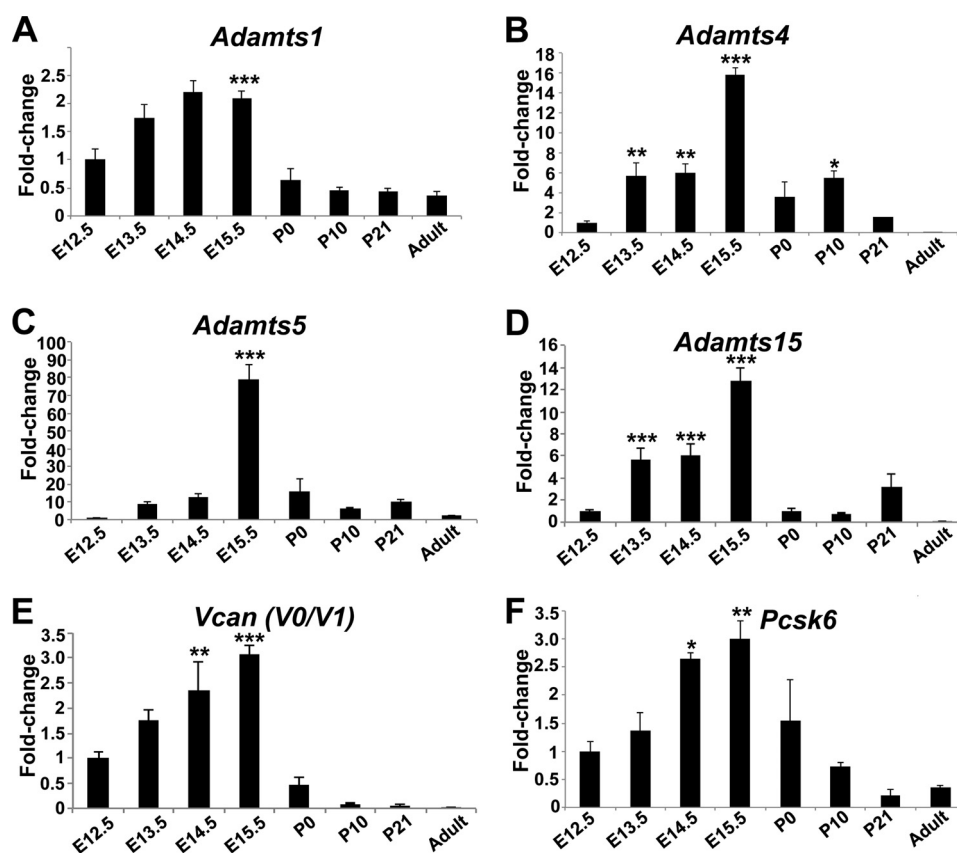 A
Adamts1
Fold-change
2.5
2
1.5
1
0.5
0
***
E12.5
E13.5
E14.5
E15.5
P0
P10
P21
Adult
B
Adamts4
Fold-change
18
16
14
12
10
8
6
4
2
0
**
**
***
*
E12.5
E13.5
E14.5
E15.5
P0
P10
P21
Adult
C
Adamts5
Fold-change
100
90
80
70
60
50
40
30
20
10
0
***
E12.5
E13.5
E14.5
E15.5
P0
P10
P21
Adult
D
Adamts15
Fold-change
16
14
12
10
8
6
4
2
0
***
***
***
E12.5
E13.5
E14.5
E15.5
P0
P10
P21
Adult
E
Vcan (V0/V1)
Fold-change
3.5
3.0
2.5
2
1.5
1
0.5
0
**
***
E12.5
E13.5
E14.5
E15.5
P0
P10
P21
Adult
F
Pcsk6
Fold-change
3.5
3.0
2.5
2
1.5
1
0.5
0
*
**
E12.5
E13.5
E14.5
E15.5
P0
P10
P21
Adult